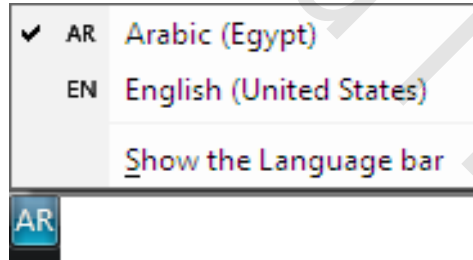 AR Arabic (Egypt)
EN English (United States)
Show the Language bar
AR